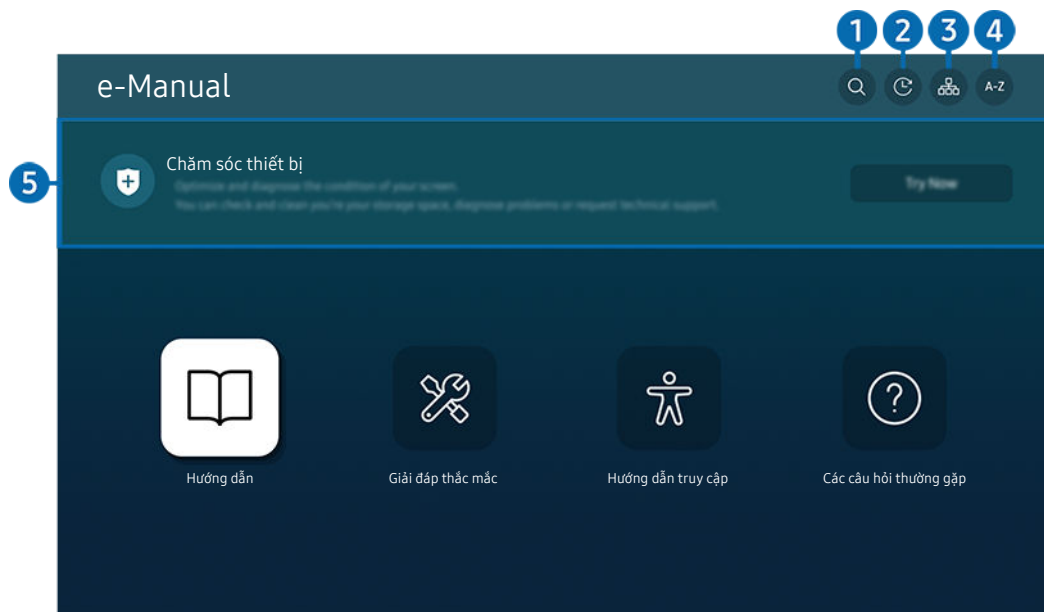 1 2 3 4
e-Manual
A-Z
5
Chăm sóc thiết bị
Optimize and diagnose the condition of your screen.
You can check and clean you're your storage space, diagnose problems or request technical support.
Try Now
Hướng dẫn
Giải đáp thắc mắc
Hướng dẫn truy cập
Các câu hỏi thường gặp